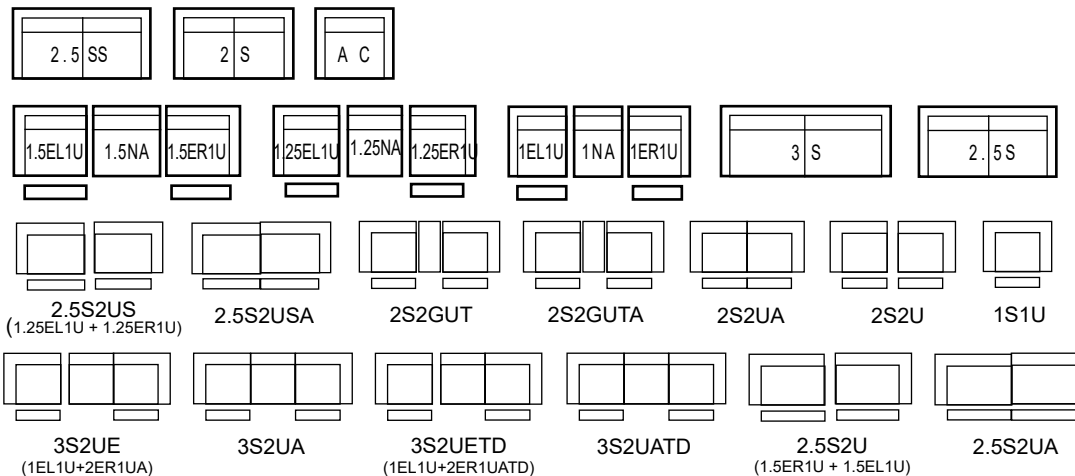 2.5 SS 2 S A C
1.5EL1U 1.5NA 1.5ER1U 1.25EL1U 1.25NA 1.25ER1U 1EL1U 1NA 1ER1U 3 S 2.5S
2.5S2US 2.5S2USA 2S2GUT 2S2GUTA 2S2UA 2S2U 1S1U
(1.25EL1U + 1.25ER1U)
3S2UE 3S2UA 3S2UETD 3S2UATD 2.5S2U 2.5S2UA
(1EL1U+2ER1UA) (1EL1U+2ER1UATD) (1.5ER1U + 1.5EL1U)